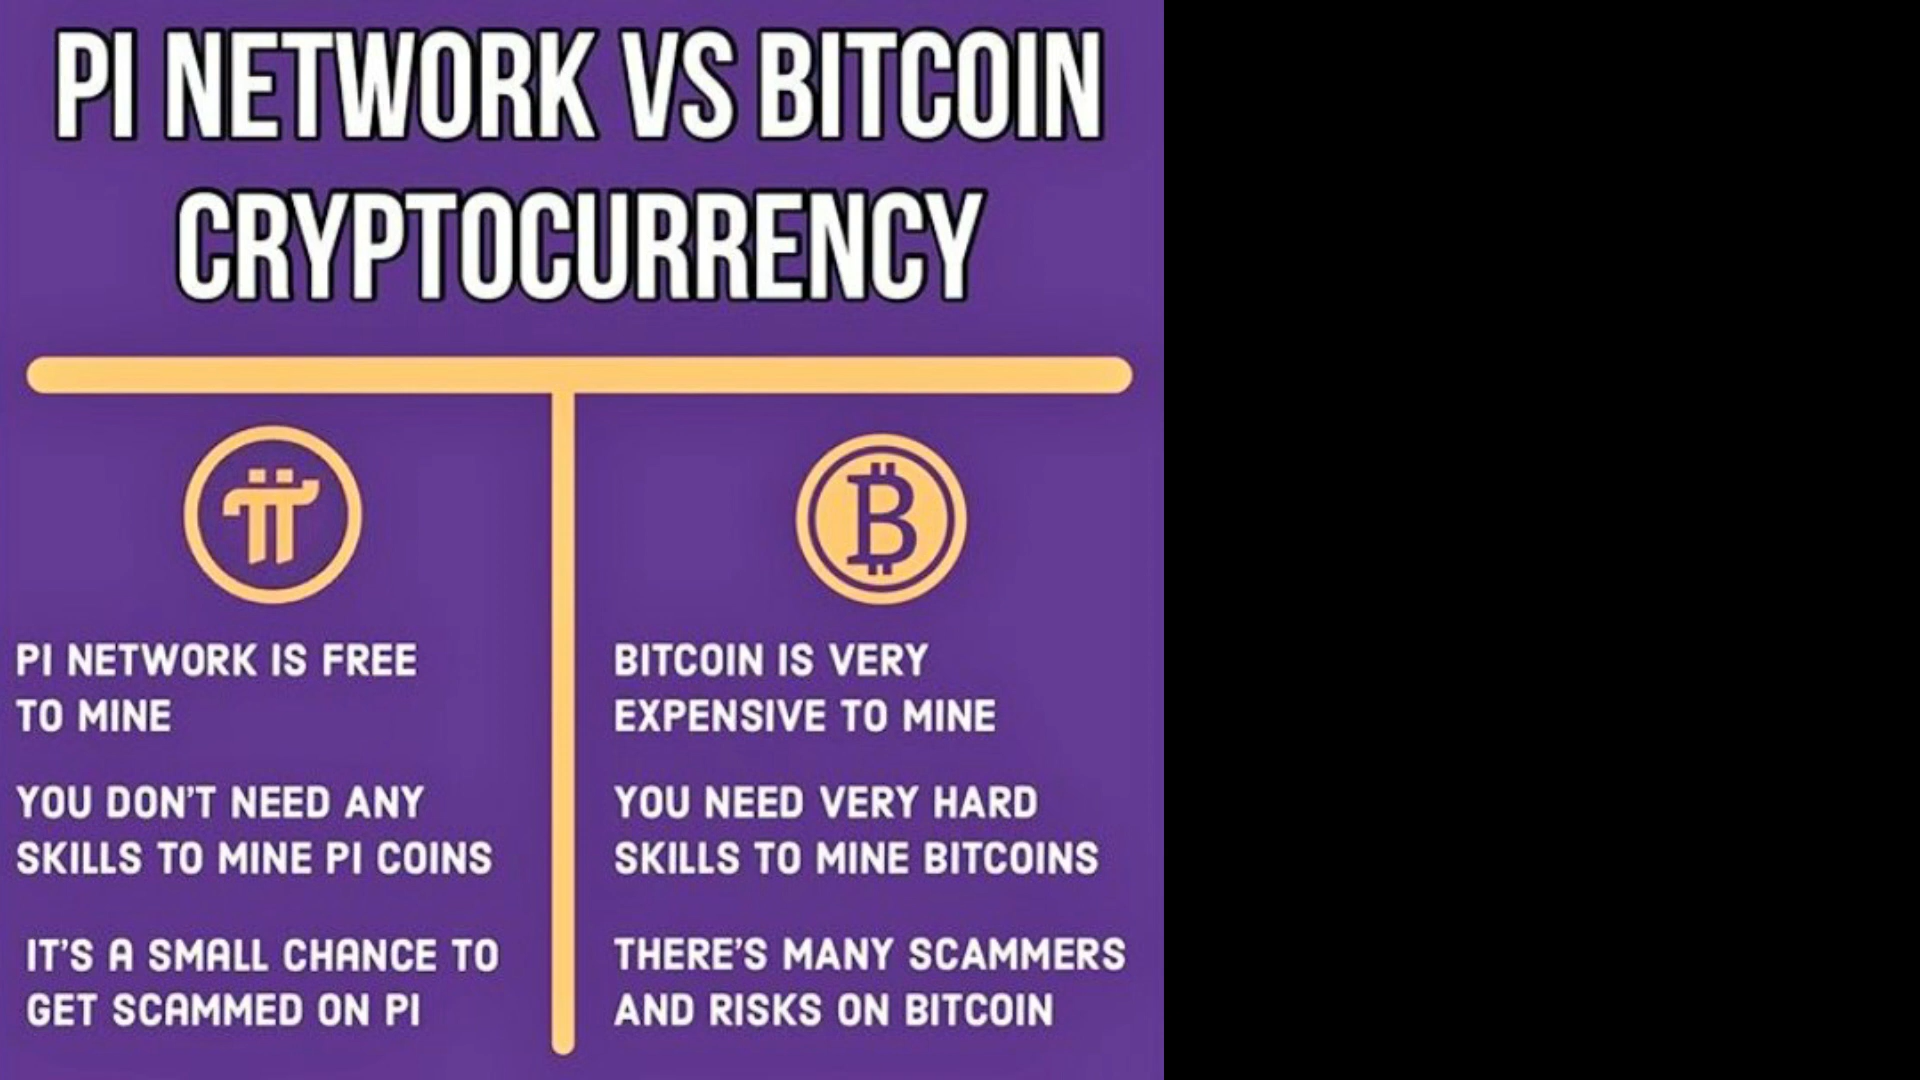 PI NETWORK VS BITCOIN
CRYPTOCURRENCY
PI NETWORK IS FREE
TO MINE
YOU DON'T NEED ANY
SKILLS TO MINE PI COINS
IT'S A SMALL CHANCE TO
GET SCAMMED ON PI
BITCOIN IS VERY
EXPENSIVE TO MINE
YOU NEED VERY HARD
SKILLS TO MINE BITCOINS
THERE'S MANY SCAMMERS
AND RISKS ON BITCOIN